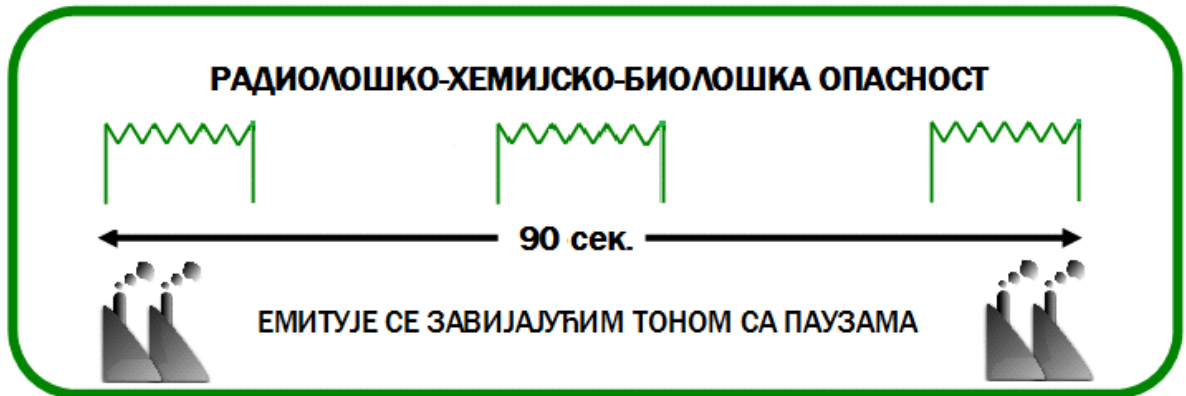 РАДИОЛОШКО-ХЕМИЈСКО-БИОЛОШКА ОПАСНОСТ
90 сек.
ЕМИТУЈЕ СЕ ЗАВИЈАЈУЋИМ ТОНОМ СА ПАУЗАМА